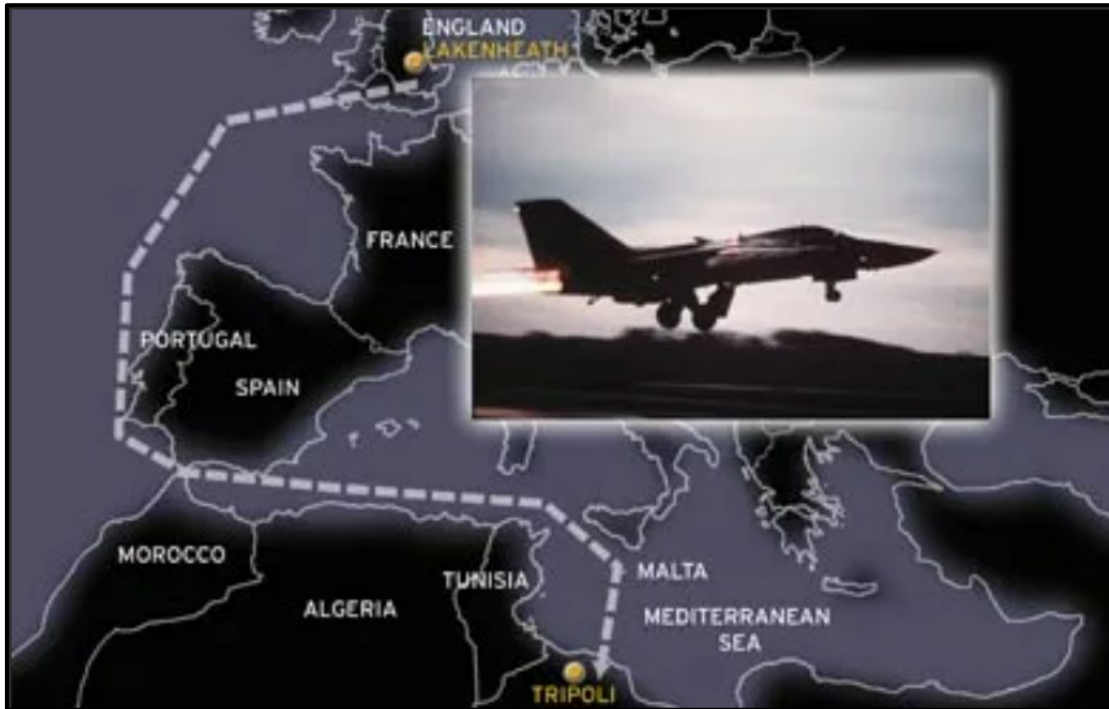 ENGLAND
LAKENHEATH
FRANCE
PORTUGAL
SPAIN
MOROCCO
ALGERIA
TUNISIA
MALTA
MEDITERRANEAN
SEA
TRIPOLI